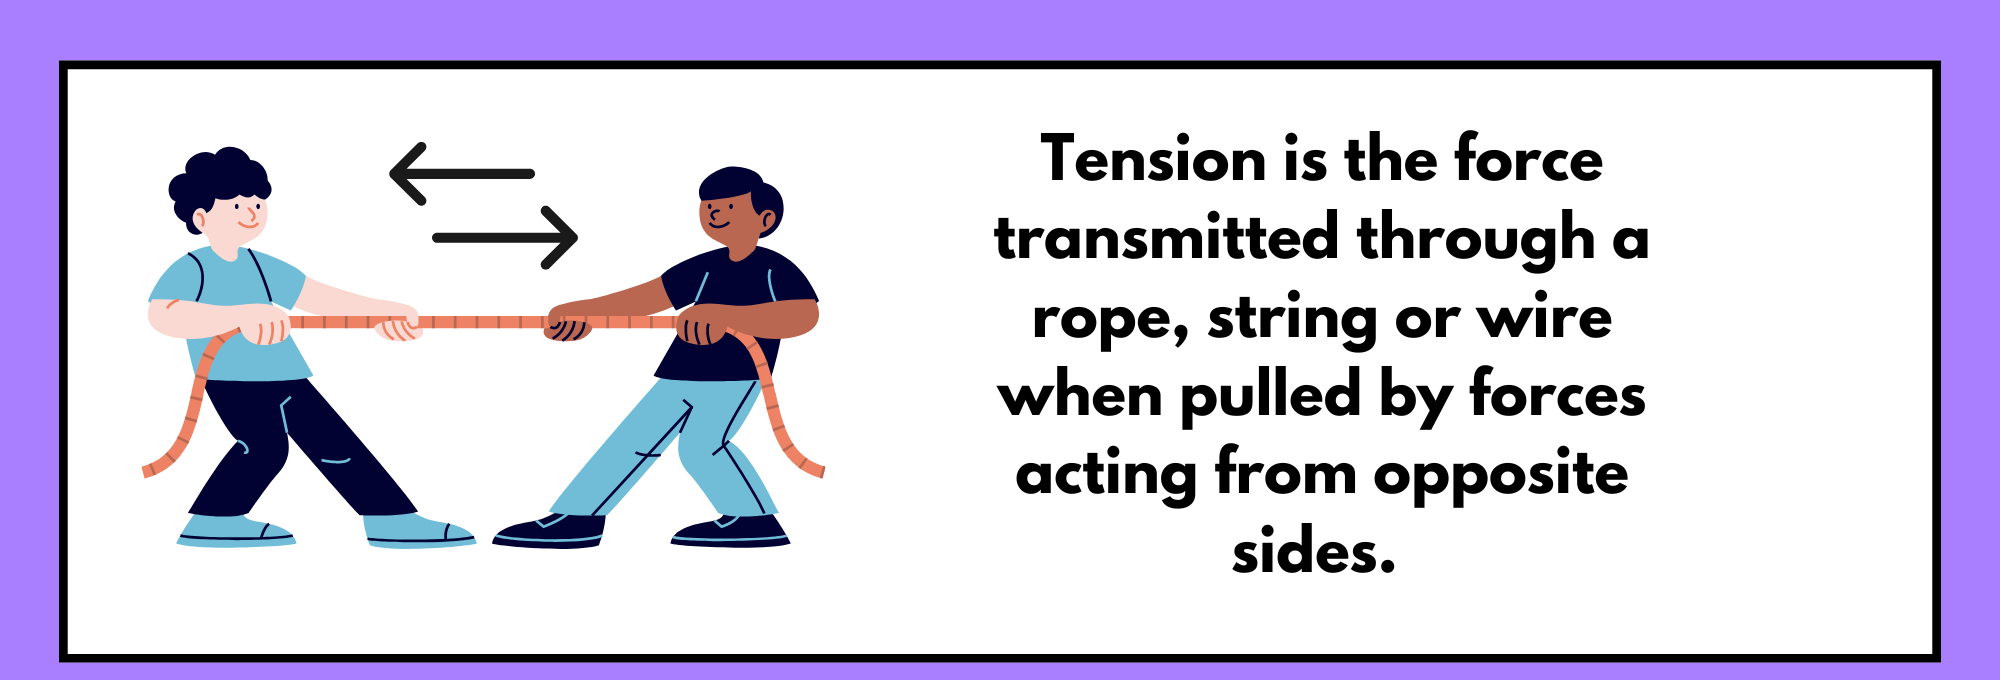 Tension is the force
transmitted through a
rope, string or wire
when pulled by forces
acting from opposite
sides.